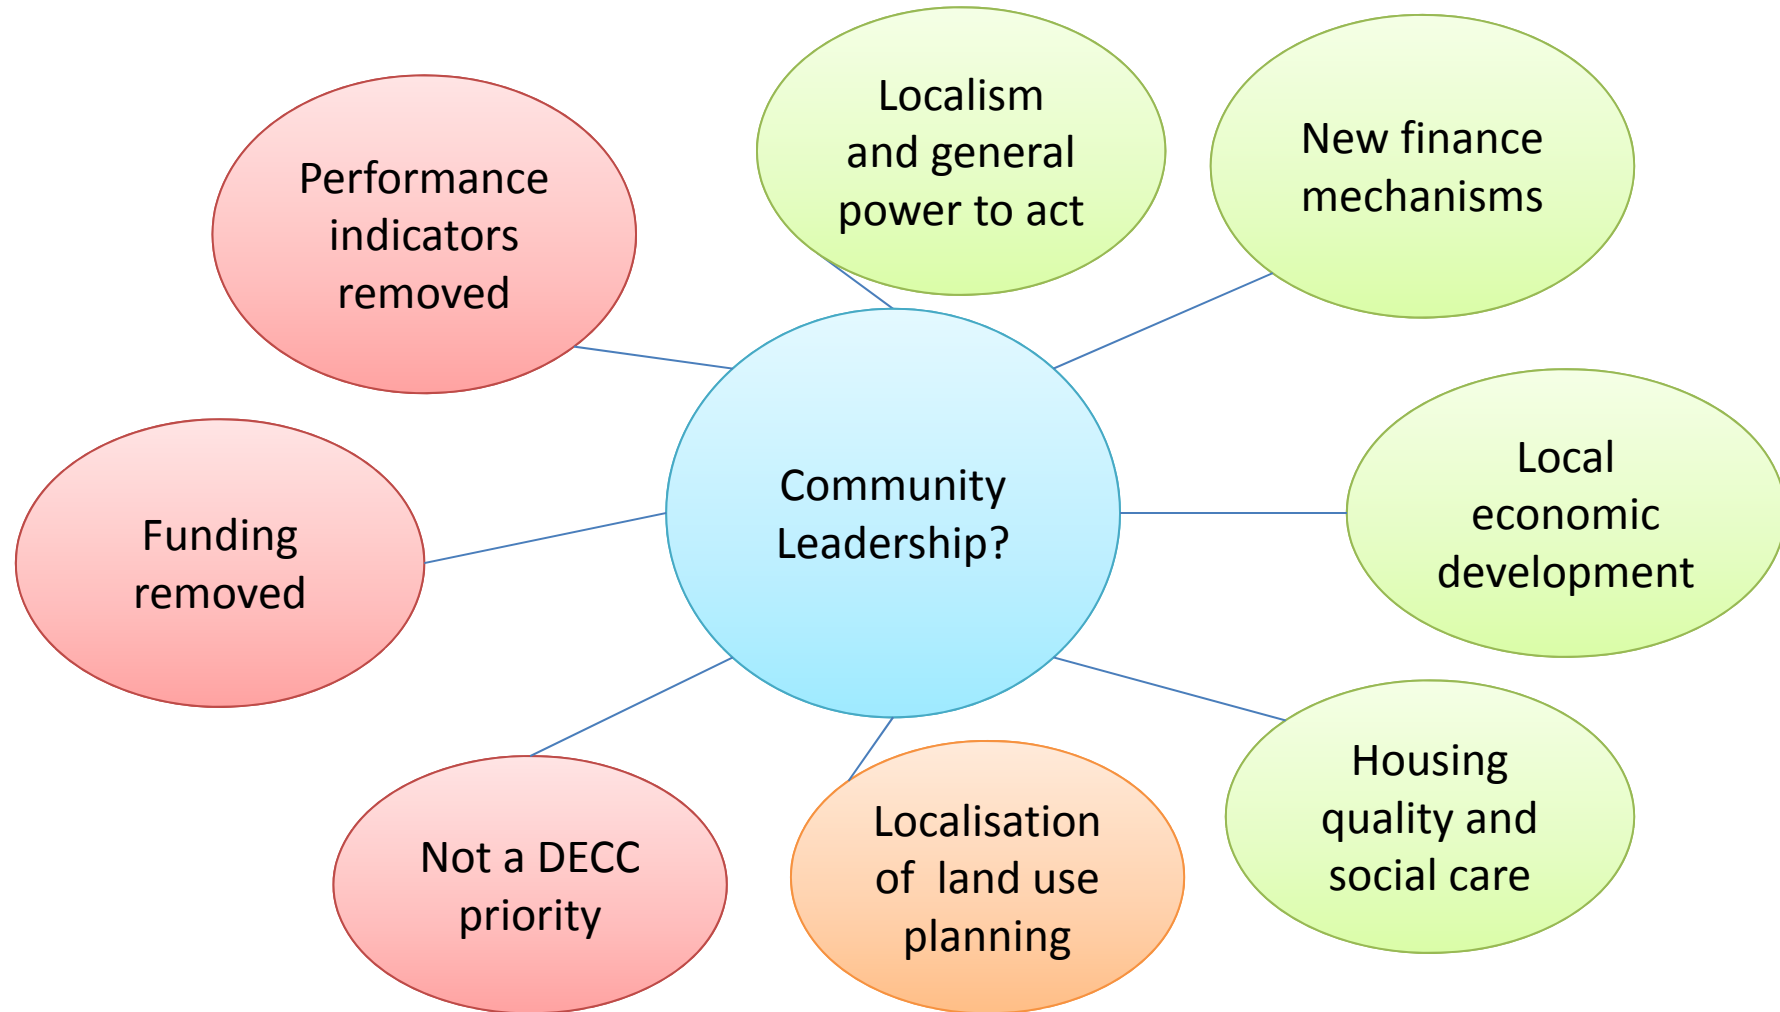 Localism
and general
power to act
New finance
mechanisms
Performance
indicators
removed
Local
economic
development
Community
Leadership?
Funding
removed
Housing
quality and
social care
Localisation
of  land use
planning
Not a DECC
priority